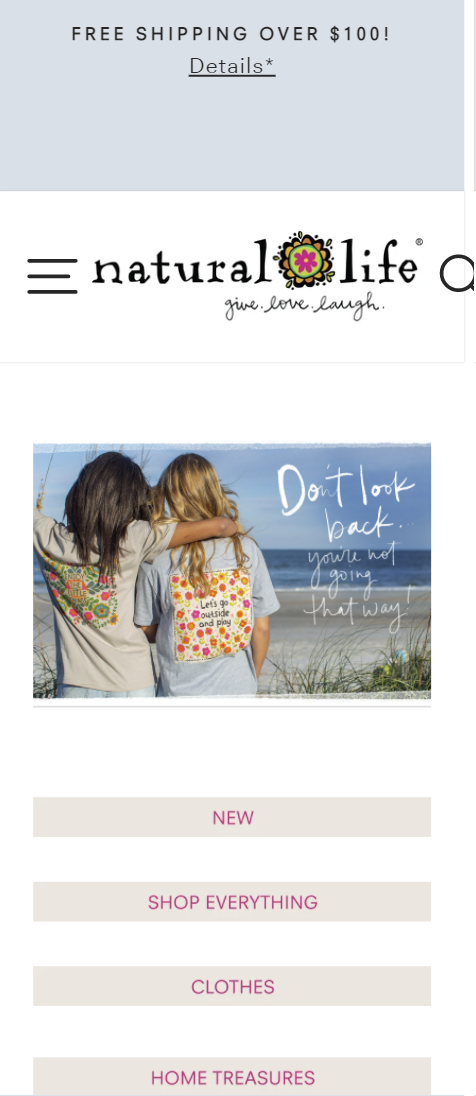 FREE SHIPPING OVER $100!
Details*
natural life®
give.love.laugh.
Don't look
back.
you're not
going
that way!
Let's go
outside
and play
NEW
SHOP EVERYTHING
CLOTHES
HOME TREASURES